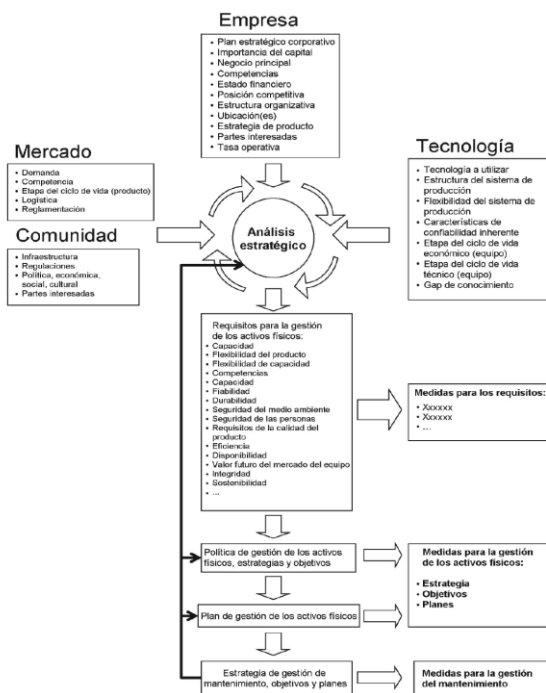 Empresa
• Plan estratégico corporativo
• Importancia del capital
• Negocio principal
• Competencias
• Estado financiero
• Posición competitiva
• Estructura organizativa
• Ubicación(es)
• Estrategia de producto
• Partes interesadas
• Tasa operativa
Mercado
• Demanda
• Competencia
• Etapa del ciclo de vida (producto)
• Logística
• Reglamentación
Comunidad
• Infraestructura
• Regulaciones
• Política, económica,
social, cultural
• Partes interesadas
Análisis
estratégico
Tecnología
• Tecnología a utilizar
• Estructura del sistema de
producción
• Flexibilidad del sistema de
producción
• Características de
confiabilidad inherente
• Etapa del ciclo de vida
económico (equipo)
• Etapa del ciclo de vida
técnico (equipo)
• Gap de conocimiento
Requisitos para la gestión
de los activos físicos:
• Capacidad
• Flexibilidad del producto
• Flexibilidad de capacidad
• Competencias
• Capacidad
• Fiabilidad
• Durabilidad
• Seguridad del medio ambiente
• Seguridad de las personas
• Requisitos de la calidad del
producto
• Eficiencia
• Disponibilidad
• Valor futuro del mercado del equipo
• Integridad
• Sostenibilidad
• ...
Medidas para los requisitos:
• Xxxxxx
• Xxxxxx
• ...
Política de gestión de los activos
físicos, estrategias y objetivos
Medidas para la gestión
de los activos físicos:
• Estrategia
• Objetivos
• Planes
Plan de gestión de los activos físicos
Estrategia de gestión de
mantenimiento, objetivos y planes
Medidas para la gestión
del mantenimiento